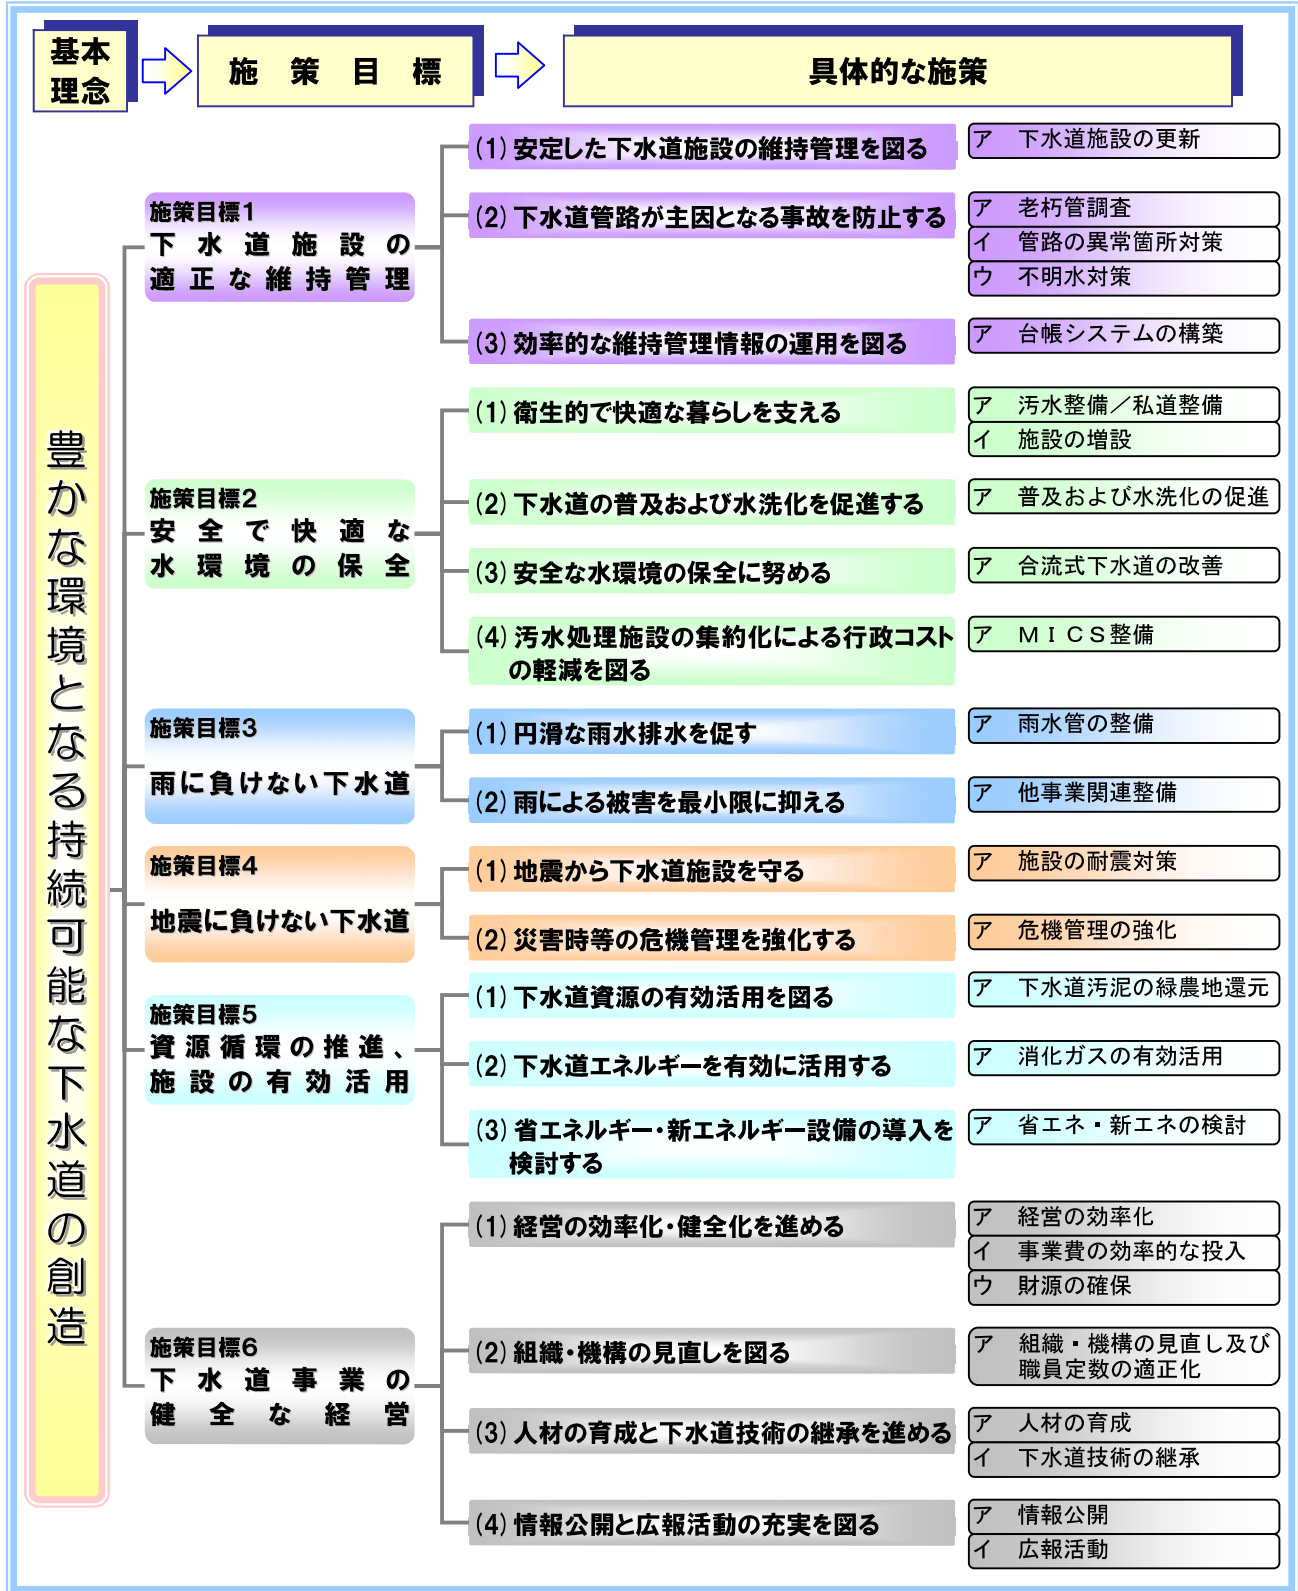 基本
理念
施策目標
具体的な施策
豊かな環境となる持続可能な下水道の創造
施策目標1
下水道施設の
適正な維持管理
(1)安定した下水道施設の維持管理を図る
ア 下水道施設の更新
(2)下水道管路が主因となる事故を防止する
ア 老朽管調査
イ 管路の異常箇所対策
ウ 不明水対策
(3)効率的な維持管理情報の運用を図る
ア 台帳システムの構築
施策目標2
安全で快適な
水環境の保全
(1)衛生的で快適な暮らしを支える
ア 汚水整備／私道整備
イ 施設の増設
(2)下水道の普及および水洗化を促進する
ア 普及および水洗化の促進
(3)安全な水環境の保全に努める
ア 合流式下水道の改善
(4)汚水処理施設の集約化による行政コスト
の軽減を図る
ア ＭＩＣＳ整備
施策目標3
雨に負けない下水道
(1)円滑な雨水排水を促す
ア 雨水管の整備
(2)雨による被害を最小限に抑える
ア 他事業関連整備
施策目標4
地震に負けない下水道
(1)地震から下水道施設を守る
ア 施設の耐震対策
(2)災害時等の危機管理を強化する
ア 危機管理の強化
施策目標5
資源循環の推進、
施設の有効活用
(1)下水道資源の有効活用を図る
ア 下水道汚泥の緑農地還元
(2)下水道エネルギーを有効に活用する
ア 消化ガスの有効活用
(3)省エネルギー・新エネルギー設備の導入を
検討する
ア 省エネ・新エネの検討
施策目標6
下水道事業の
健全な経営
(1)経営の効率化・健全化を進める
ア 経営の効率化
イ 事業費の効率的な投入
ウ 財源の確保
(2)組織・機構の見直しを図る
ア 組織・機構の見直し及び
職員定数の適正化
(3)人材の育成と下水道技術の継承を進める
ア 人材の育成
イ 下水道技術の継承
(4)情報公開と広報活動の充実を図る
ア 情報公開
イ 広報活動